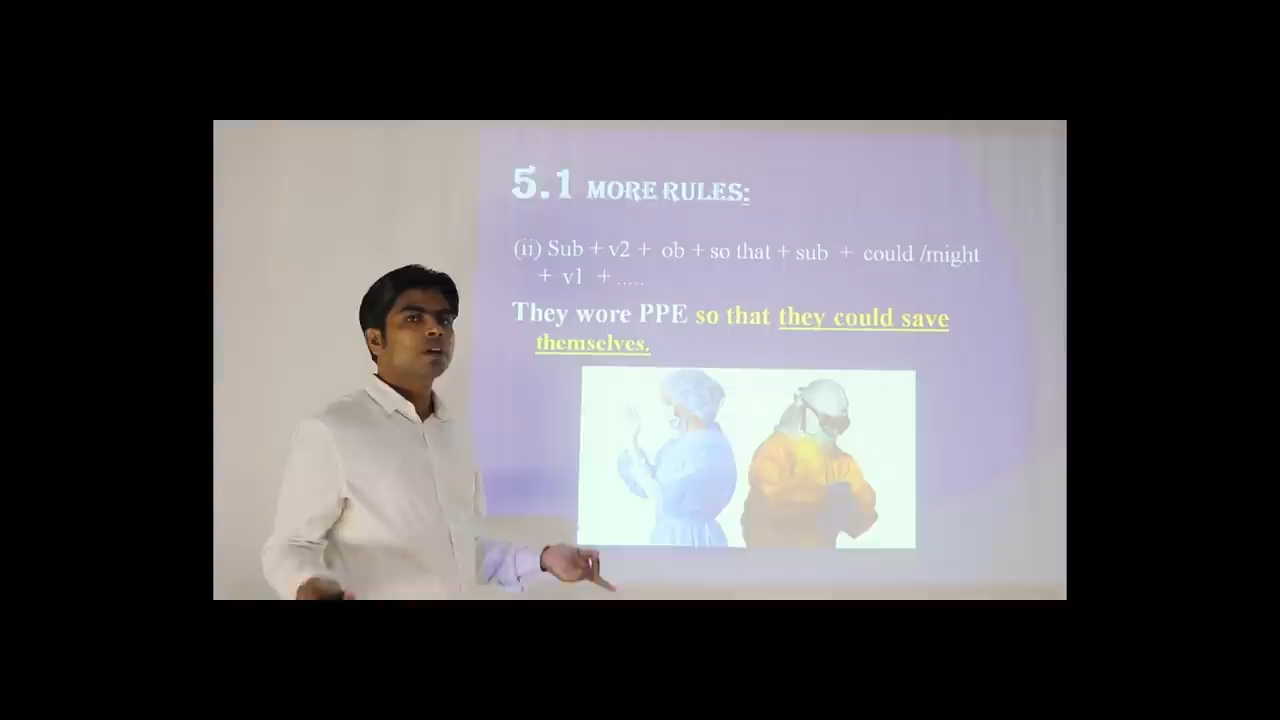 5.1 MORE RULES:
(ii) Sub + v2 + ob + so that + sub + could /might
+ v1 + .....
They wore PPE so that they could save
themselves.